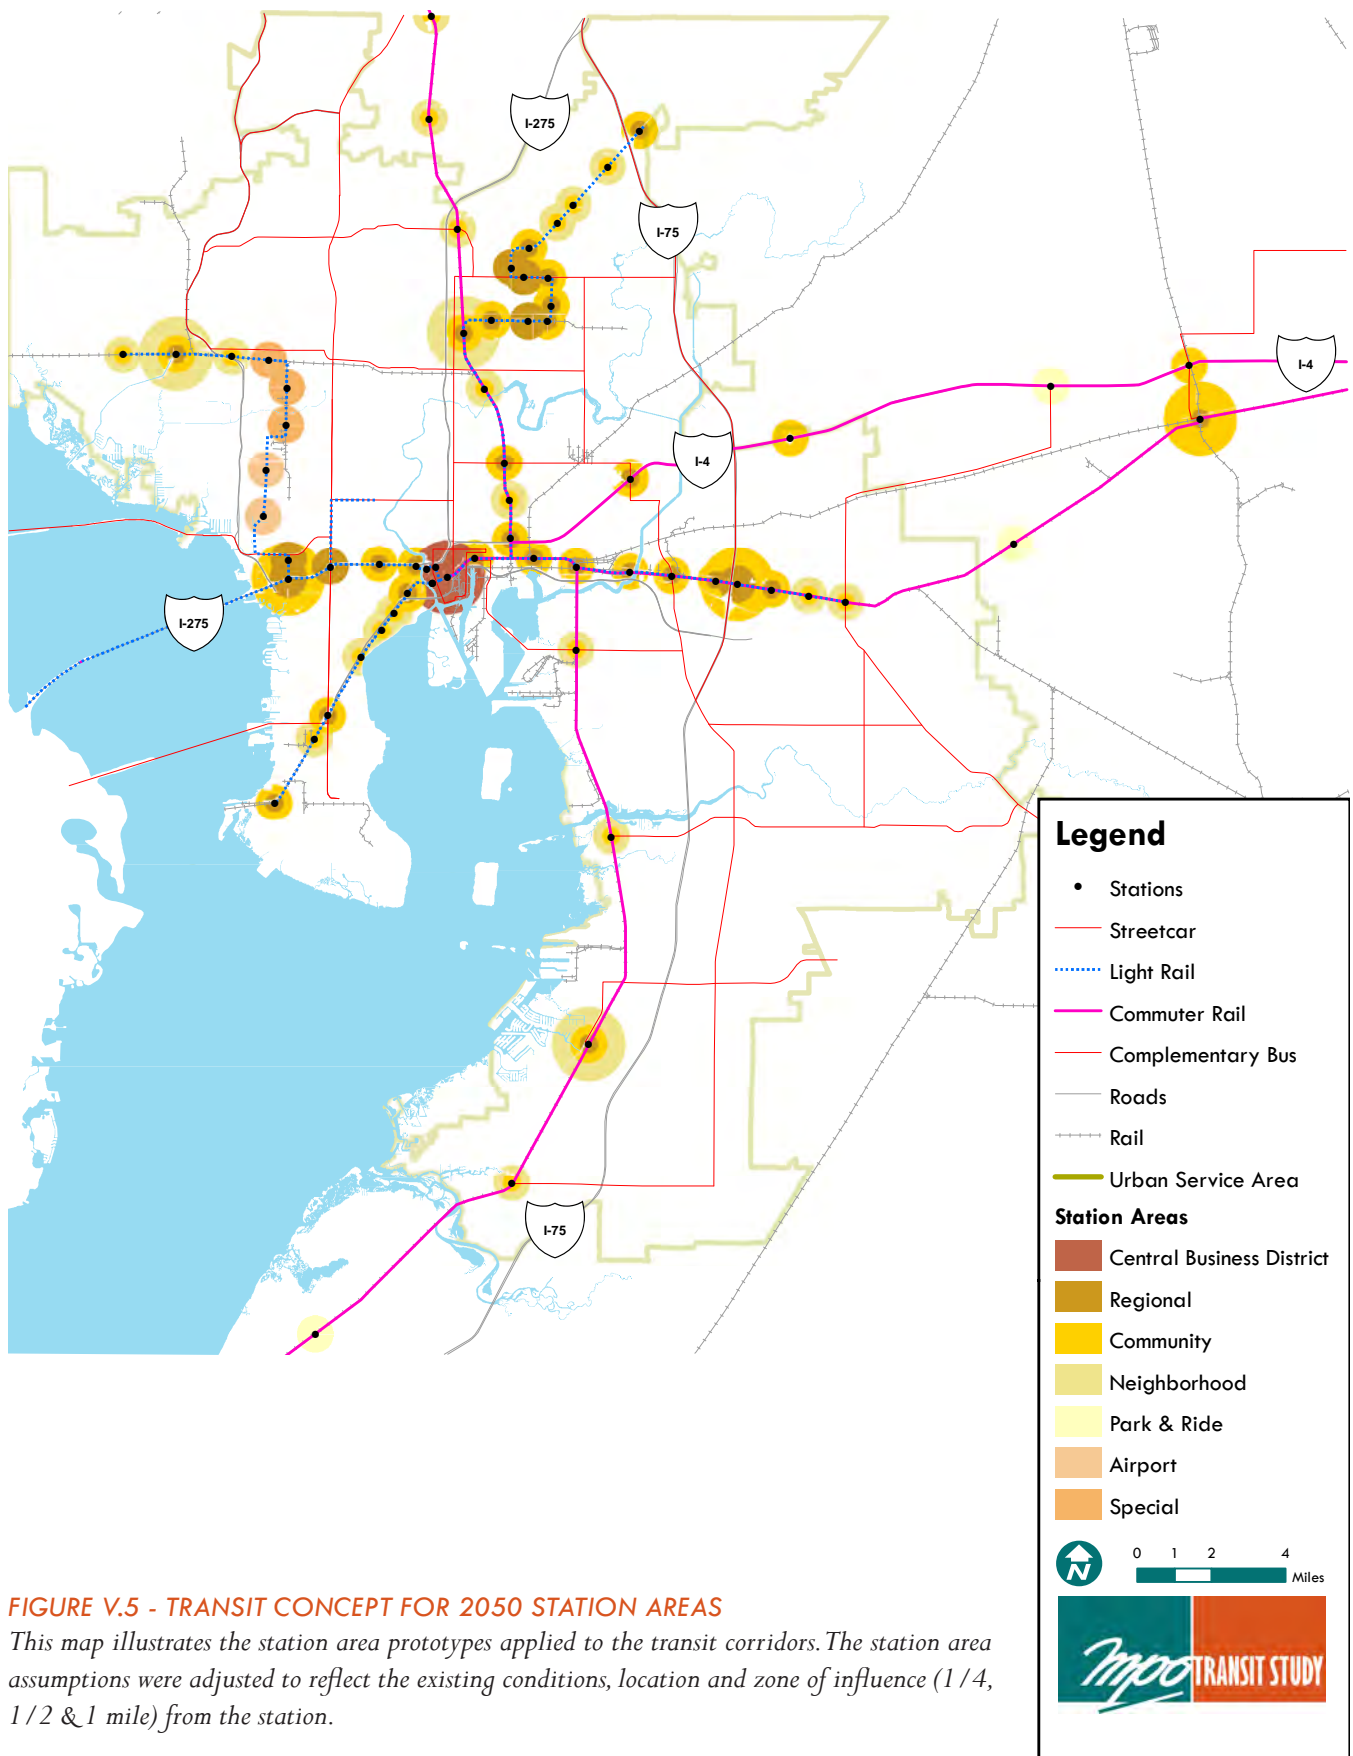 I-275
I-75
I-4
I-4
I-275
I-75
Legend
Stations
Streetcar
Light Rail
Commuter Rail
Complementary Bus
Roads
Rail
Urban Service Area
Station Areas
Central Business District
Regional
Community
Neighborhood
Park & Ride
Airport
Special
N
0 1 2 4
Miles
mpo TRANSIT STUDY
FIGURE V.5 - TRANSIT CONCEPT FOR 2050 STATION AREAS
This map illustrates the station area prototypes applied to the transit corridors. The station area
assumptions were adjusted to reflect the existing conditions, location and zone of influence (1/4,
1/2 & 1 mile) from the station.